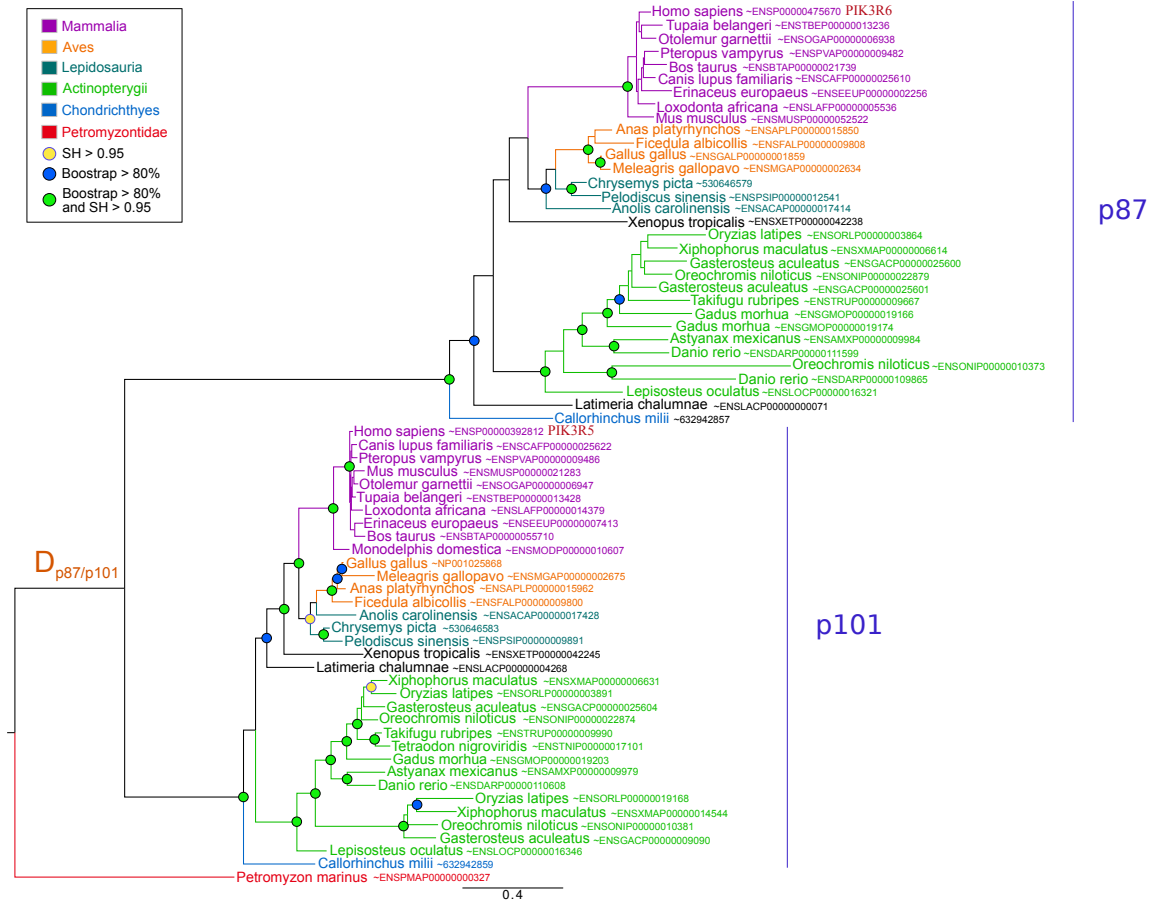 Mammalia
Aves
Lepidosauria
Actinopterygii
Chondrichthyes
Petromyzontidae
SH > 0.95
Boostrap > 80%
Boostrap > 80%
and SH > 0.95
Homo sapiens ~ENSP00000475670 PIK3R6
Tupaia belangeri ~ENSTBEP00000013236
Otolemur garnettii ~ENSOGAP00000006938
Pteropus vampyrus ~ENSPVAP00000009482
Bos taurus ~ENSBTAP00000021739
Canis lupus familiaris ~ENSCAFP00000025610
Erinaceus europaeus ~ENSEEUP00000002256
Loxodonta africana ~ENSLAFP00000005536
Mus musculus ~ENSMUSP00000052522
Anas platyrhynchos ~ENSAPLP00000015850
Ficedula albicollis ~ENSFALP00000009808
Gallus gallus ~ENSGALP0000001859
Meleagris gallopavo ~ENSMGAP00000002634
Chrysemys picta ~530646579
Pelodiscus sinensis ~ENSPSIP00000012541
Anolis carolinensis ~ENSACAP00000017414
Xenopus tropicalis ~ENSXETP00000042238
p87
Oryzias latipes ~ENSORLP00000003864
Xiphophorus maculatus ~ENSXMAP00000006614
Gasterosteus aculeatus ~ENSGACP00000025600
Oreochromis niloticus ~ENSONIP00000022879
Gasterosteus aculeatus ~ENSGACP00000025601
Takifugu rubripes ~ENSTRUP00000009667
Gadus morhua ~ENSGMOP00000019166
Gadus morhua ~ENSGMOP00000019174
Astyanax mexicanus ~ENSAMXP00000009984
Danio rerio ~ENSDARP00000111599
Oreochromis niloticus ~ENSONIP00000010373
Danio rerio ~ENSDARP00000109865
Lepisosteus oculatus ~ENSLOCP00000016321
Latimeria chalumnae ~ENSLACP00000000071
Callorhinchus milii ~632942857
Homo sapiens ~ENSP00000392812 PIK3R5
Canis lupus familiaris ~ENSCAFP00000025622
Pteropus vampyrus ~ENSPVAP00000009486
Mus musculus ~ENSMUSP00000021283
Otolemur garnettii ~ENSOGAP00000006947
Tupaia belangeri ~ENSTBEP00000013428
Loxodonta africana ~ENSLAFP00000014379
Erinaceus europaeus ~ENSEEUP00000007413
Bos taurus ~ENSBTAP00000055710
Monodelphis domestica ~ENSMODP00000010607
D p87/p101
Gallus gallus ~NP001025868
Meleagris gallopavo ~ENSMGAP00000002675
Anas platyrhynchos ~ENSAPLP00000015962
Ficedula albicollis ~ENSFALP00000009800
Anolis carolinensis ~ENSACAP00000017428
Chrysemys picta ~530646583
Pelodiscus sinensis ~ENSPSIP00000009891
p101
Xenopus tropicalis ~ENSXETP00000042245
Latimeria chalumnae ~ENSLACP00000004268
Xiphophorus maculatus ~ENSXMAP00000006631
Oryzias latipes ~ENSORLP00000003891
Gasterosteus aculeatus ~ENSGACP00000025604
Oreochromis niloticus ~ENSONIP00000022874
Takifugu rubripes ~ENSTRUP00000009990
Tetraodon nigroviridis ~ENSTNIP00000017101
Gadus morhua ~ENSGMOP00000019203
Astyanax mexicanus ~ENSAMXP00000009979
Danio rerio ~ENSDARP00000110608
Oryzias latipes ~ENSORLP00000019168
Xiphophorus maculatus ~ENSXMAP00000014544
Oreochromis niloticus ~ENSONIP00000010381
Gasterosteus aculeatus ~ENSGACP00000009090
Lepisosteus oculatus ~ENSLOCP00000016346
Callorhinchus milii ~632942859
Petromyzon marinus ~ENSPMAP00000000327
0.4